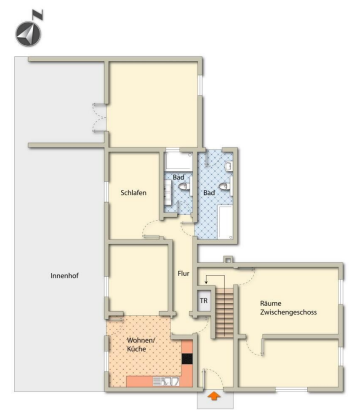 N
Bad
Schlafen
Bad
Innenhof
Flur
TR
Räume
Zwischengeschoss
Wohnen/
Küche